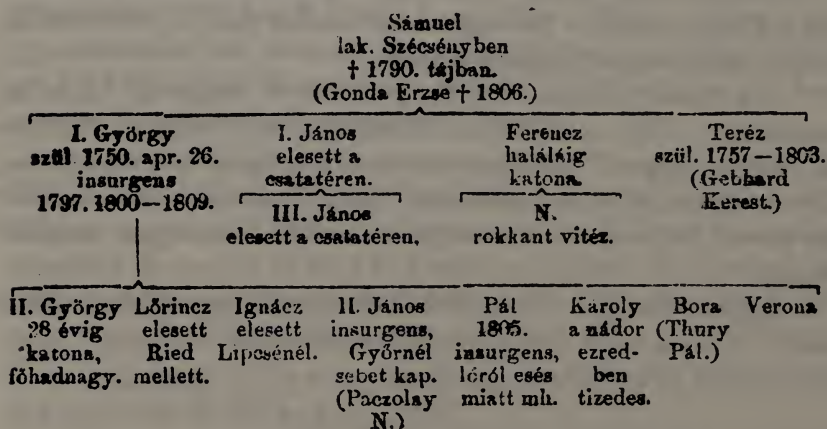 Sámuel
lak. Szécsényben
† 1790. tájban.
(Gonda Erzse † 1806.)
I. György I. János Ferencz Teréz
szül. 1750. apr. 26. elesett a haláláig szül. 1757—1803.
insurgens csatatéren. katona. (Gebhard
1797. 1800—1809. Kerest.)
III. János N.
elesett a csatatéren, rokkant vitéz.
II. György Lőrincz Ignácz II. János Pál Károly Bora Verona
28 évig elesett elesett insurgens, 1805. a nádor (Thury
katona, Ried Lipcsénél. Győrnél insurgens, ezred- Pál.)
főhadnagy. mellett. sebet kap. lóról esés ben
(Paczolay miatt mh. tizedes.
N.)